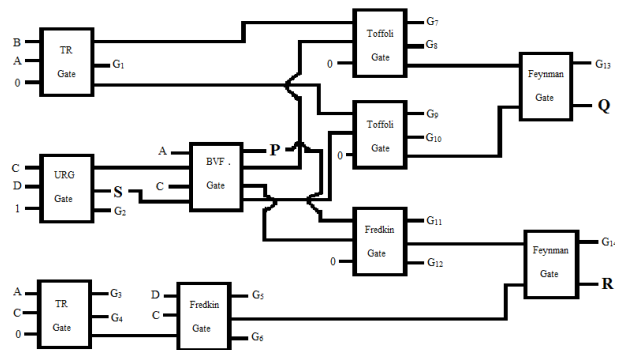 B
A
0
TR
Gate
G1
Toffoli
Gate
0
G7
G8
Feynman
Gate
G13
Q
Toffoli
Gate
0
G9
G10
C
D
1
URG
Gate
S
G2
A
C
BVF .
Gate
P
Fredkin
Gate
0
G11
G12
Feynman
Gate
G14
R
A
C
0
TR
Gate
G3
G4
D
C
Fredkin
Gate
G5
G6